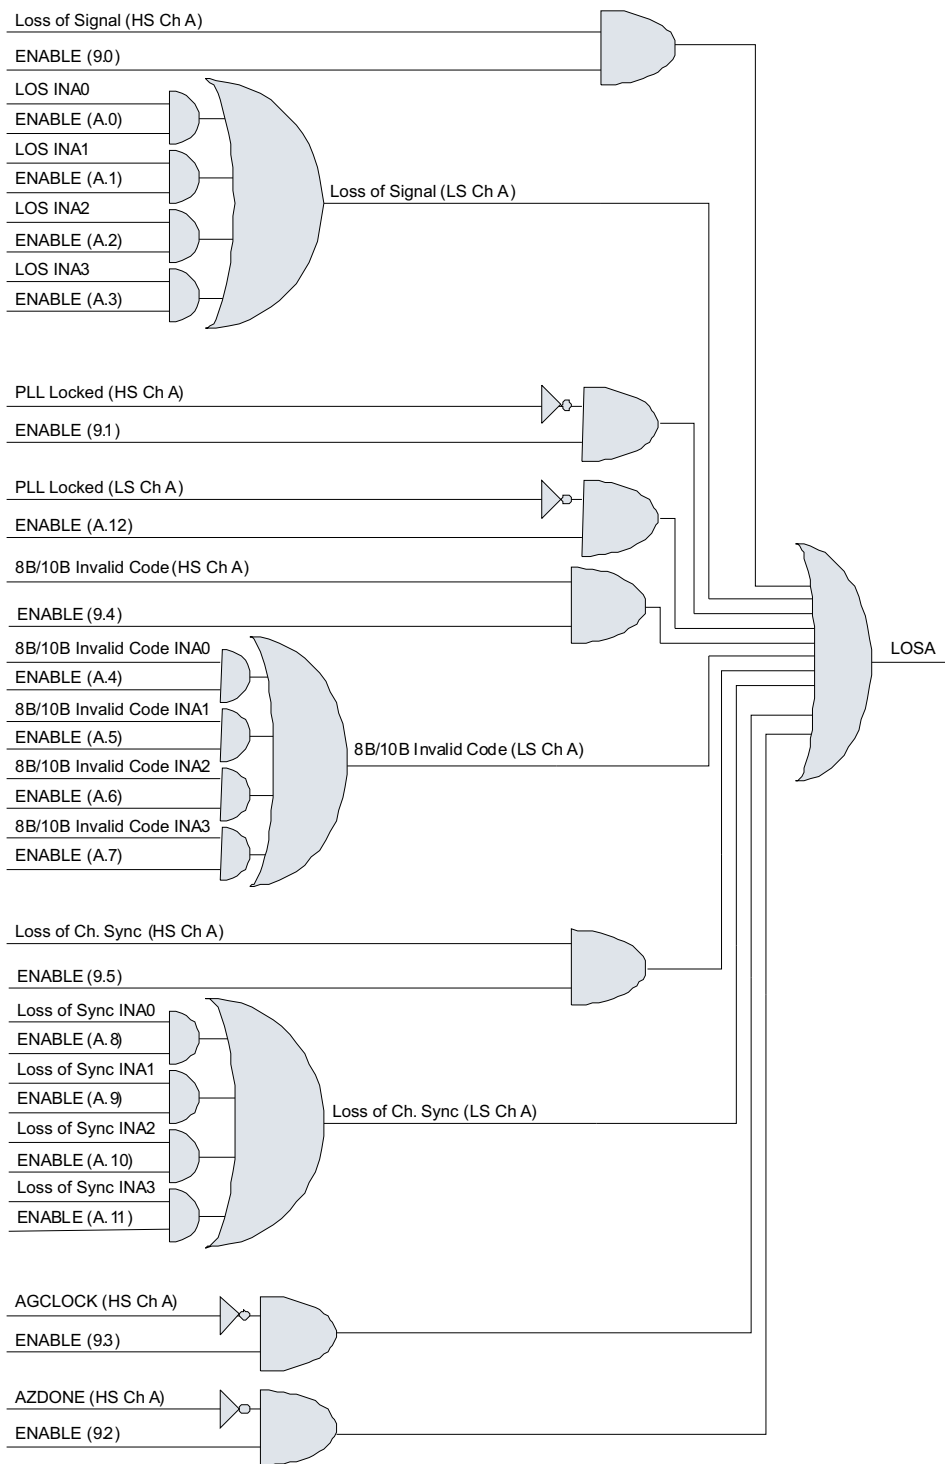 Loss of Signal (HS Ch A)
ENABLE (9.0)
LOS INA0
ENABLE (A.0)
LOS INA1
ENABLE (A.1)
Loss of Signal (LS Ch A)
LOS INA2
ENABLE (A.2)
LOS INA3
ENABLE (A.3)
PLL Locked (HS Ch A)
ENABLE (9.1)
PLL Locked (LS Ch A)
ENABLE (A.12)
8B/10B Invalid Code (HS Ch A)
ENABLE (9.4)
8B/10B Invalid Code INA0
LOSA
ENABLE (A.4)
8B/10B Invalid Code INA1
ENABLE (A.5)
8B/10B Invalid Code (LS Ch A)
8B/10B Invalid Code INA2
ENABLE (A.6)
8B/10B Invalid Code INA3
ENABLE (A.7)
Loss of Ch. Sync (HS Ch A)
ENABLE (9.5)
Loss of Sync INA0
ENABLE (A.8)
Loss of Sync INA1
ENABLE (A.9)
Loss of Ch. Sync (LS Ch A)
Loss of Sync INA2
ENABLE (A.10)
Loss of Sync INA3
ENABLE (A.11)
AGCLOCK (HS Ch A)
ENABLE (9.3)
AZDONE (HS Ch A)
ENABLE (9.2)